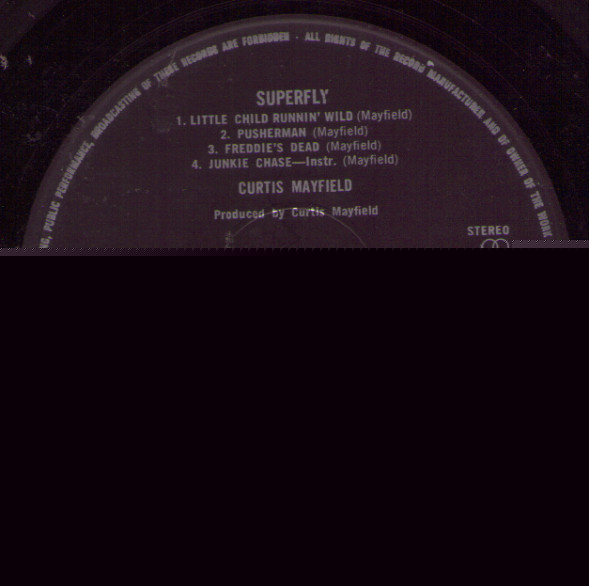 NG, PUBLIC PERFORMANCE, BROADCASTING OF THESE RECORDS ARE FORBIDDEN · ALL RIGHTS OF THE RECORD MANUFACTURER AND OF OWNER OF THE WORK
SUPERFLY
1. LITTLE CHILD RUNNIN' WILD (Mayfield)
2. PUSHERMAN (Mayfield)
3. FREDDIE'S DEAD (Mayfield)
4. JUNKIE CHASE—Instr. (Mayfield)
CURTIS MAYFIELD
Produced by Curtis Mayfield
STEREO